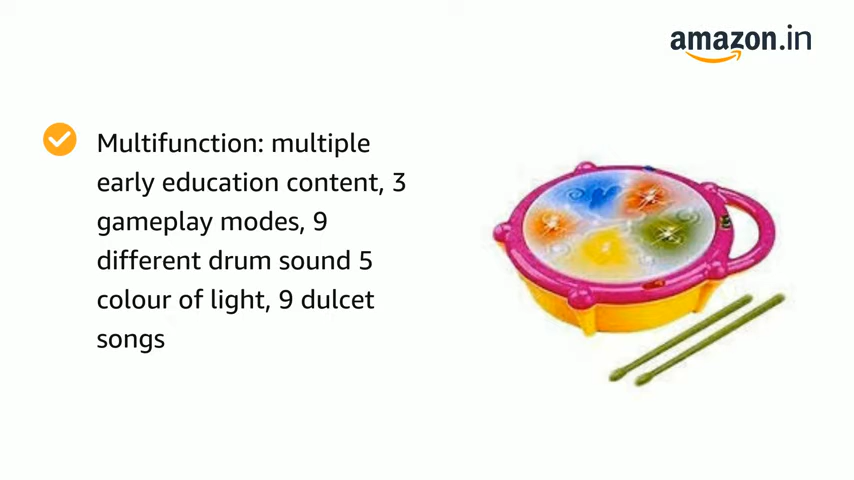 amazon.in
Multifunction: multiple
early education content, 3
gameplay modes, 9
different drum sound 5
colour of light, 9 dulcet
songs